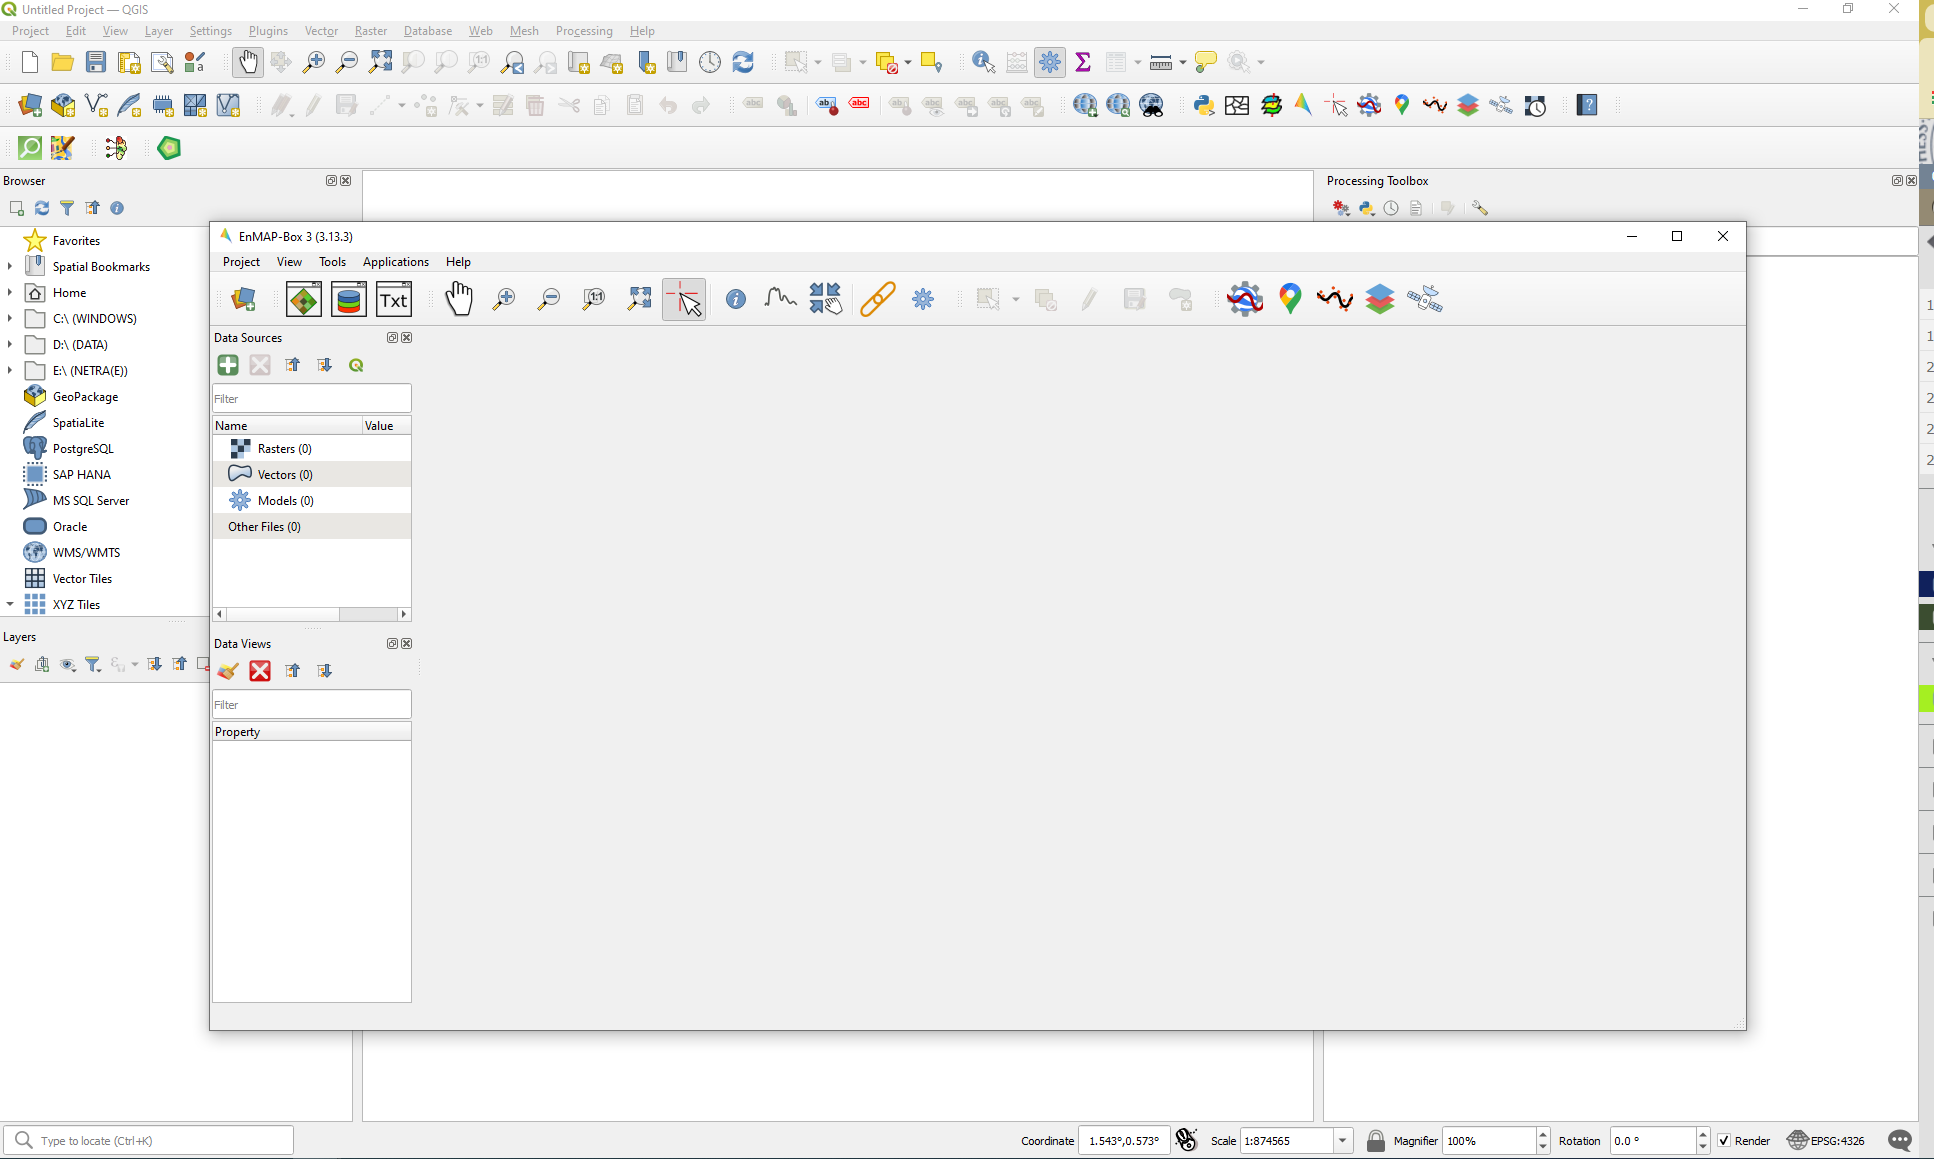 Untitled Project — QGIS
Project Edit View Layer Settings Plugins Vector Raster Database Web Mesh Processing Help
Browser
Processing Toolbox
Favorites
Spatial Bookmarks
Home
C:\ (WINDOWS)
D:\ (DATA)
E:\ (NETRA(E))
GeoPackage
SpatiaLite
PostgreSQL
SAP HANA
MS SQL Server
Oracle
WMS/WMTS
Vector Tiles
XYZ Tiles
Layers
EnMAP-Box 3 (3.13.3)
Project View Tools Applications Help
Txt
Data Sources
Filter
Name Value
Rasters (0)
Vectors (0)
Models (0)
Other Files (0)
Data Views
Filter
Property
Type to locate (Ctrl+K)
Coordinate 1.543°,0.573° Scale 1:874565 Magnifier 100% Rotation 0.0 ° Render EPSG:4326